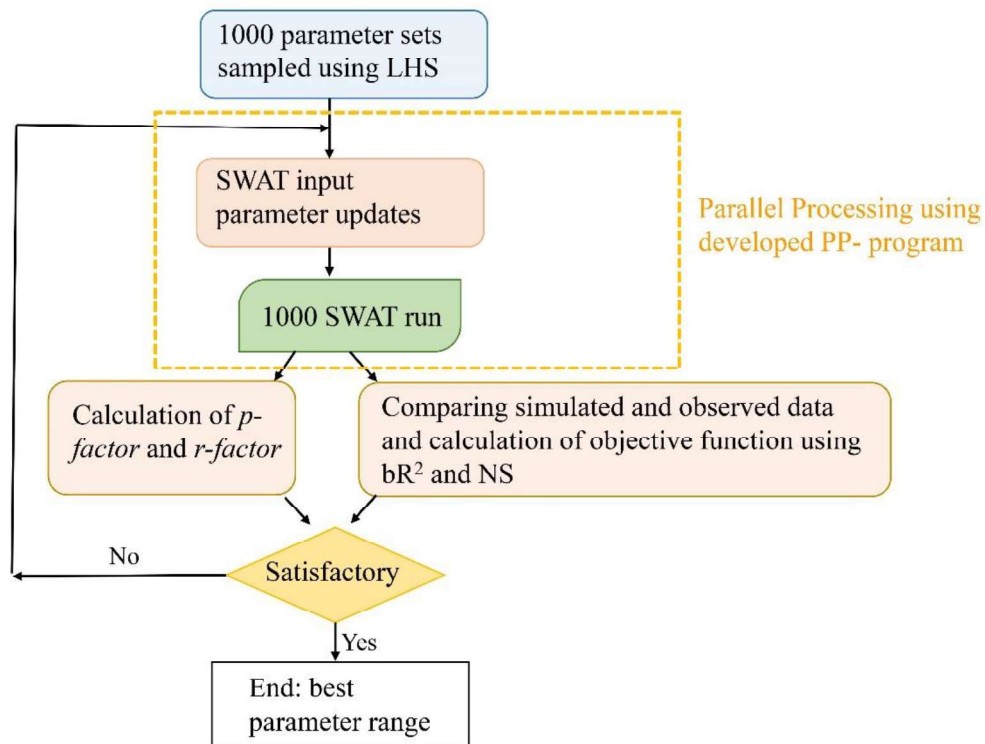 1000 parameter sets
sampled using LHS
SWAT input
parameter updates
Parallel Processing using
developed PP- program
1000 SWAT run
Calculation of p-
factor and r-factor
Comparing simulated and observed data
and calculation of objective function using
bR² and NS
No
Satisfactory
Yes
End: best
parameter range